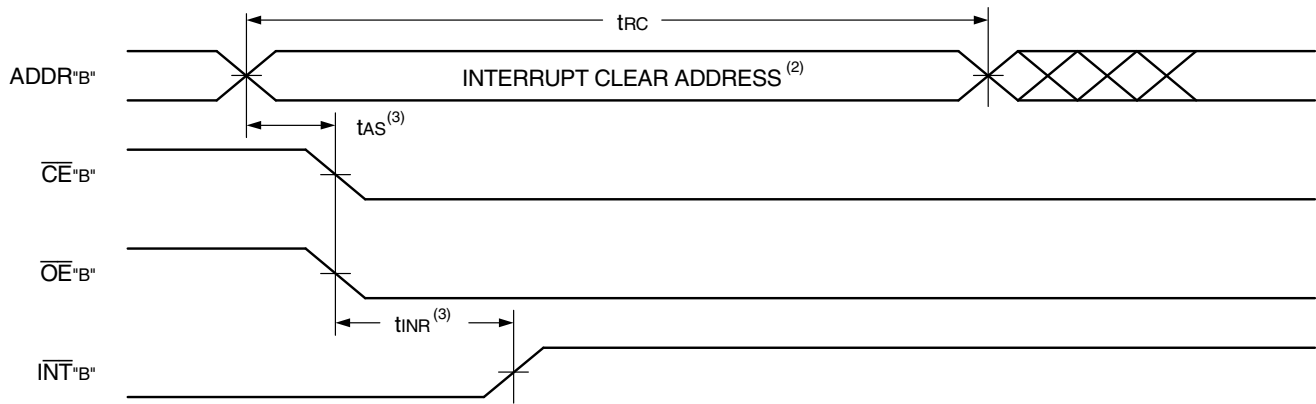 tRC
ADDR"B"
INTERRUPT CLEAR ADDRESS (2)
tAS(3)
CE"B"
OE"B"
tINR(3)
INT"B"